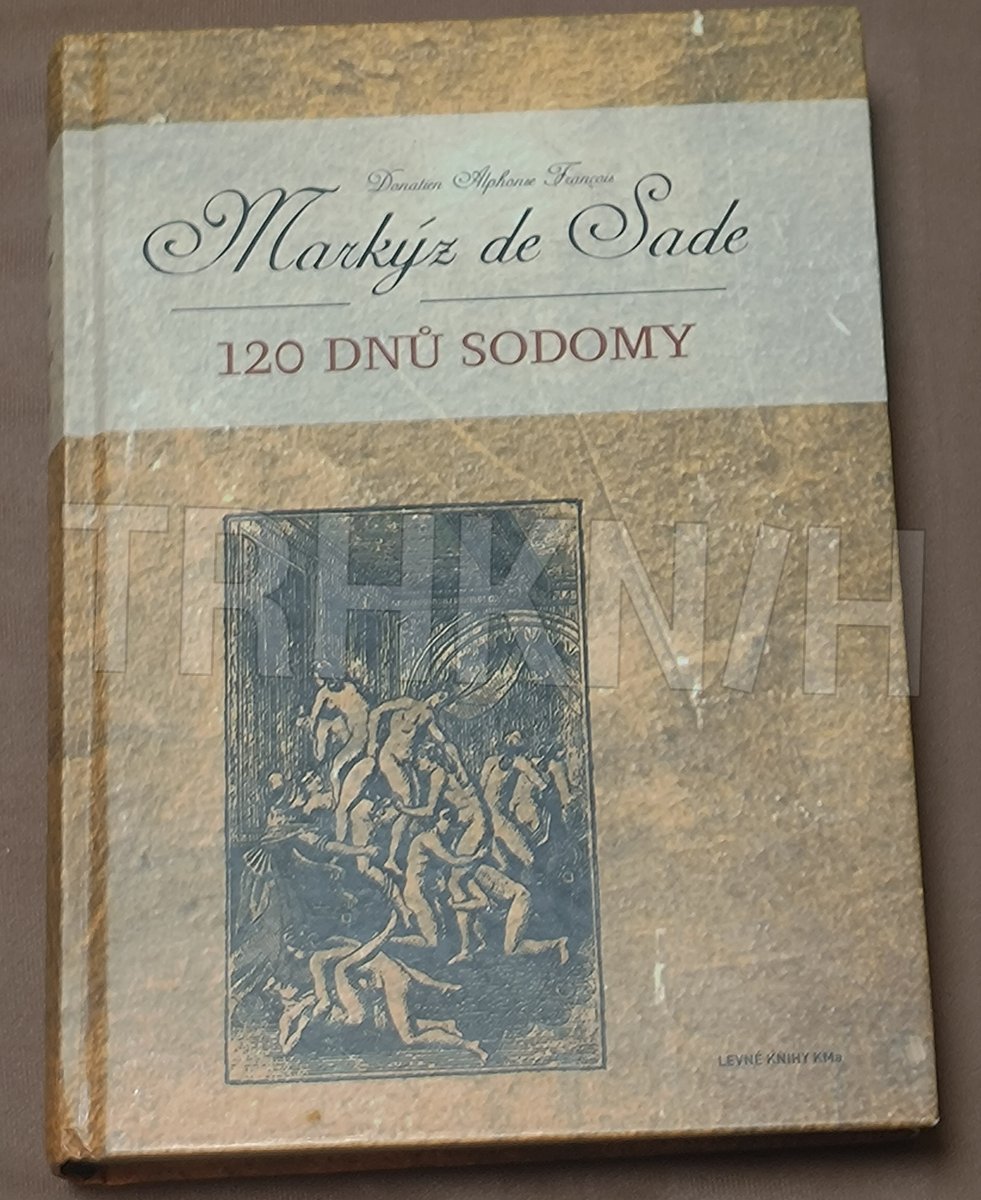 Donatien Alphonse François
Markýz de Sade
120 DNŮ SODOMY
TRHKNIH
LEVNÉ KNIHY KMa